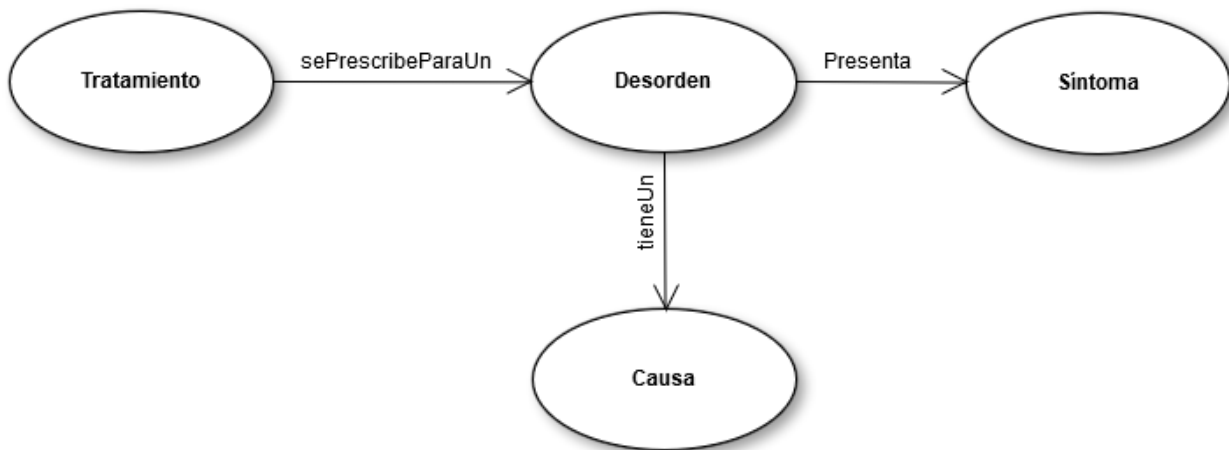 sePrescribeParaUn
Presenta
Tratamiento
Desorden
Síntoma
tieneUn
Causa